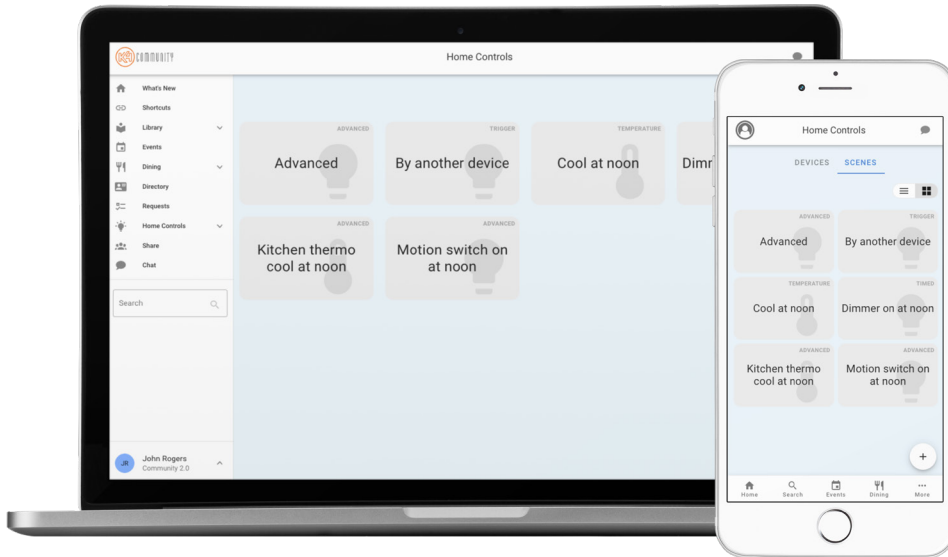 COMMUNITY
Home Controls
What's New
Shortcuts
Library
Events
Dining
Directory
Requests
Home Controls
Share
Chat
Search
JR
John Rogers
Community 2.0
ADVANCED
Advanced
TRIGGER
By another device
TEMPERATURE
Cool at noon
Dimm
ADVANCED
Kitchen thermo
cool at noon
ADVANCED
Motion switch on
at noon
Home Controls
DEVICES SCENES
ADVANCED
Advanced
TRIGGER
By another device
TEMPERATURE
Cool at noon
TIMED
Dimmer on at noon
ADVANCED
Kitchen thermo
cool at noon
ADVANCED
Motion switch on
at noon
+
Home Search Events Dining More